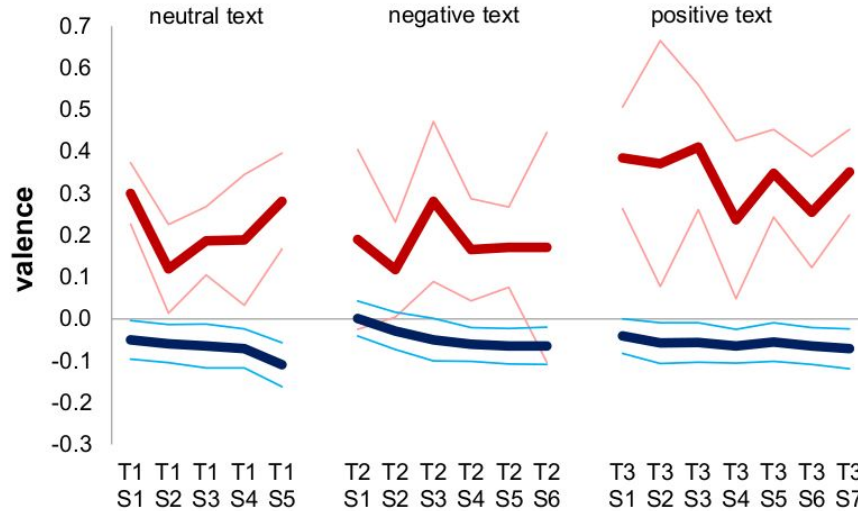 neutral text negative text positive text
0.7
0.6
0.5
0.4
0.3
0.2
0.1
0.0
-0.1
-0.2
-0.3
valence
T1 T1 T1 T1 T1 T2 T2 T2 T2 T2 T2 T3 T3 T3 T3 T3 T3 T3
S1 S2 S3 S4 S5 S1 S2 S3 S4 S5 S6 S1 S2 S3 S4 S5 S6 S7